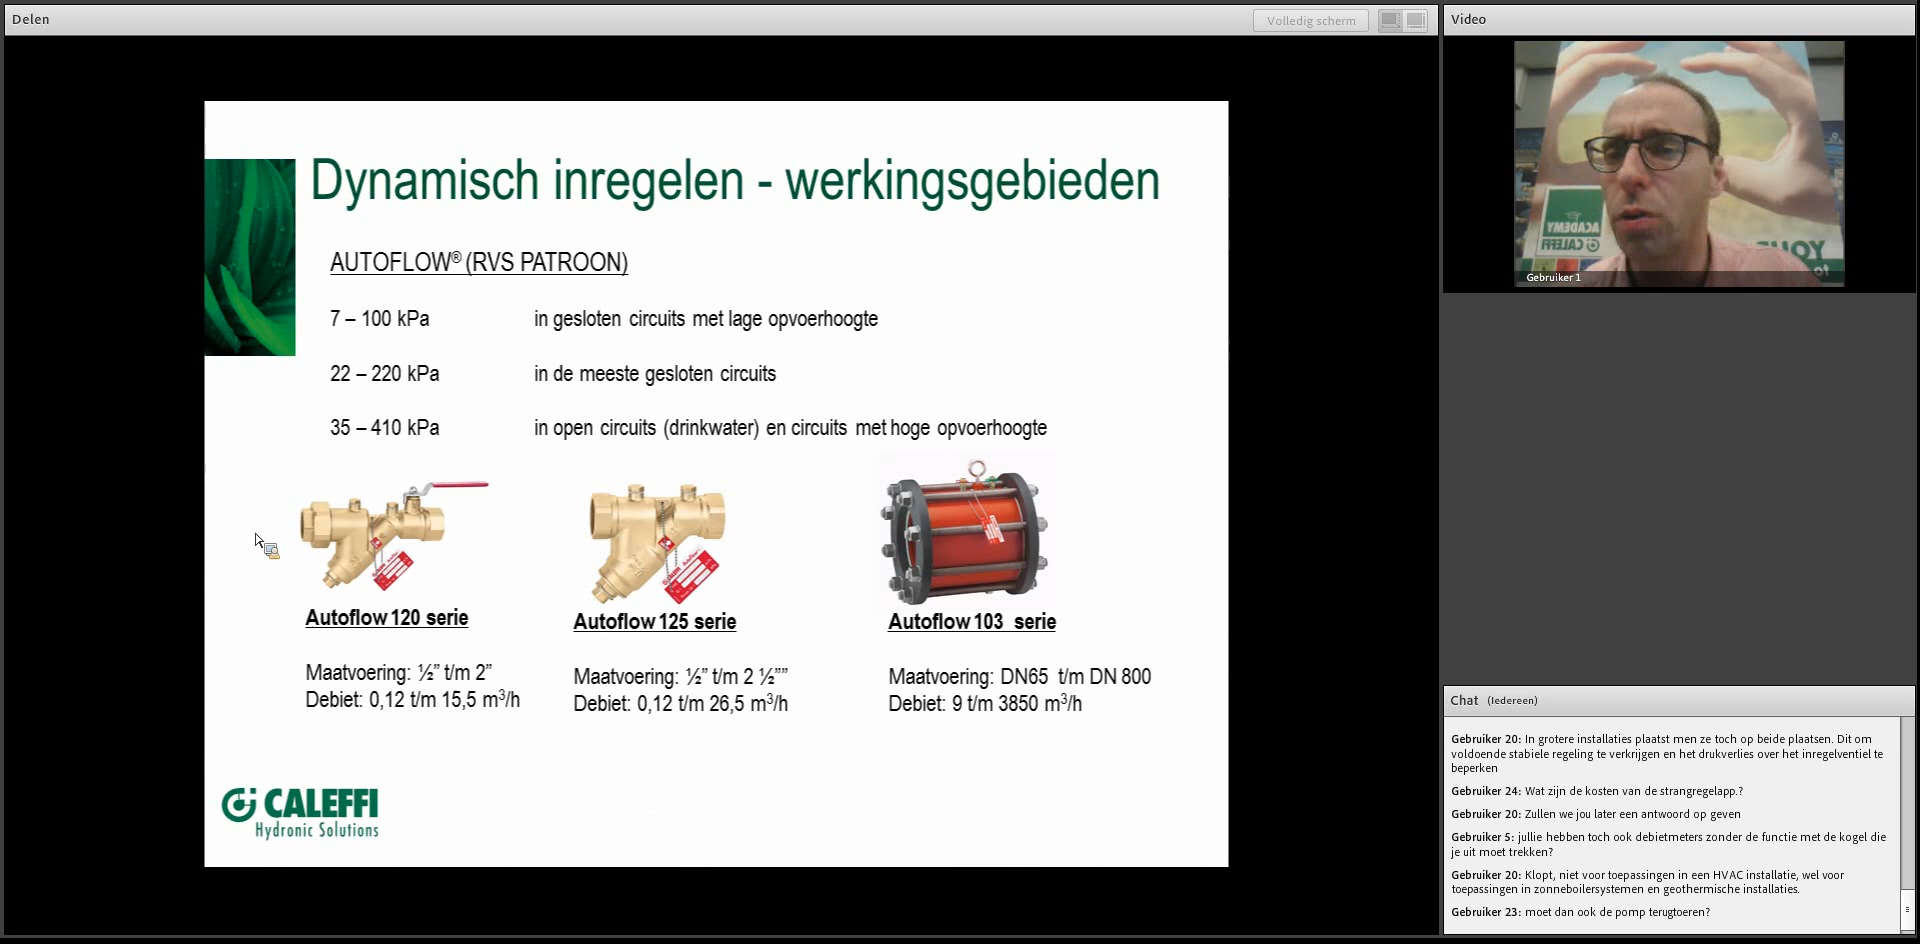 Delen
Volledig scherm
Video
Dynamisch inregelen - werkingsgebieden
AUTOFLOW® (RVS PATROON)
7 – 100 kPa in gesloten circuits met lage opvoerhoogte
22 – 220 kPa in de meeste gesloten circuits
35 – 410 kPa in open circuits (drinkwater) en circuits met hoge opvoerhoogte
Autoflow 120 serie
Maatvoering: ½” t/m 2”
Debiet: 0,12 t/m 15,5 m³/h
Autoflow 125 serie
Maatvoering: ½” t/m 2 ½””
Debiet: 0,12 t/m 26,5 m³/h
Autoflow 103 serie
Maatvoering: DN65 t/m DN 800
Debiet: 9 t/m 3850 m³/h
CALEFFI
Hydronic Solutions
ACADEMY
CALEFFI
YOUR
to
Gebruiker 1
Chat (Iedereen)
Gebruiker 20: In grotere installaties plaatst men ze toch op beide plaatsen. Dit om
voldoende stabiele regeling te verkrijgen en het drukverlies over het inregelventiel te
beperken
Gebruiker 24: Wat zijn de kosten van de strangregelapp.?
Gebruiker 20: Zullen we jou later een antwoord op geven
Gebruiker 5: jullie hebben toch ook debietmeters zonder de functie met de kogel die
je uit moet trekken?
Gebruiker 20: Klopt, niet voor toepassingen in een HVAC installatie, wel voor
toepassingen in zonneboilersystemen en geothermische installaties.
Gebruiker 23: moet dan ook de pomp terugtoeren?